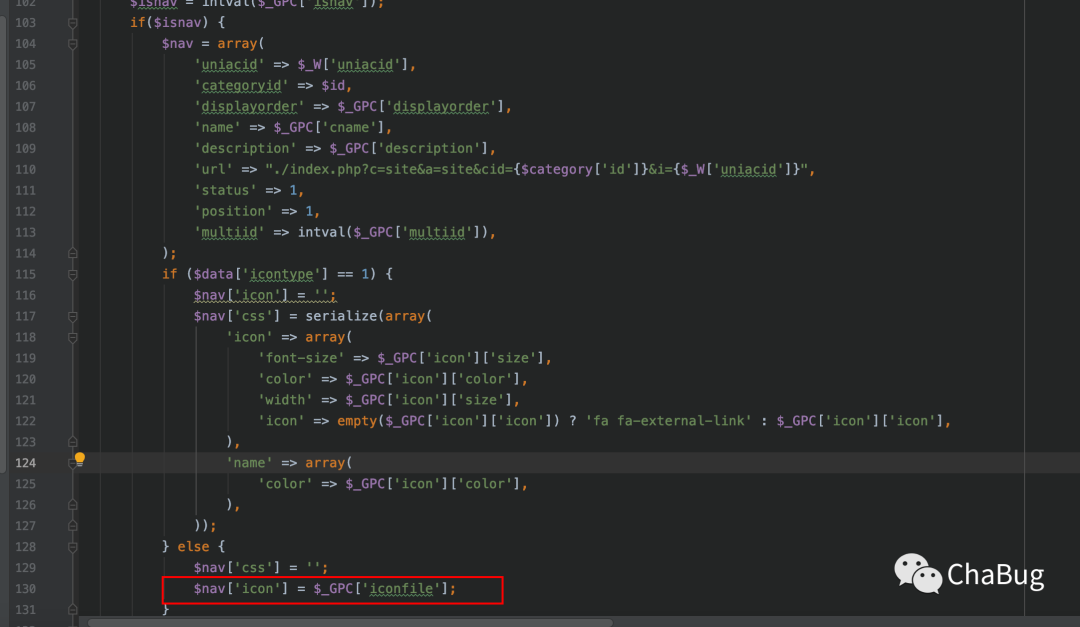 102 $isnav = intval($_GPC['isnav']);
103 if($isnav) {
104 $nav = array(
105 'uniacid' => $_W['uniacid'],
106 'categoryid' => $id,
107 'displayorder' => $_GPC['displayorder'],
108 'name' => $_GPC['cname'],
109 'description' => $_GPC['description'],
110 'url' => "./index.php?c=site&a=site&cid={$category['id']}&i={$_W['uniacid']}",
111 'status' => 1,
112 'position' => 1,
113 'multiid' => intval($_GPC['multiid']),
114 );
115 if ($data['icontype'] == 1) {
116 $nav['icon'] = '';
117 $nav['css'] = serialize(array(
118 'icon' => array(
119 'font-size' => $_GPC['icon']['size'],
120 'color' => $_GPC['icon']['color'],
121 'width' => $_GPC['icon']['size'],
122 'icon' => empty($_GPC['icon']['icon']) ? 'fa fa-external-link' : $_GPC['icon']['icon'],
123 ),
124 'name' => array(
125 'color' => $_GPC['icon']['color'],
126 ),
127 ));
128 } else {
129 $nav['css'] = '';
130 $nav['icon'] = $_GPC['iconfile'];
131 }
ChaBug